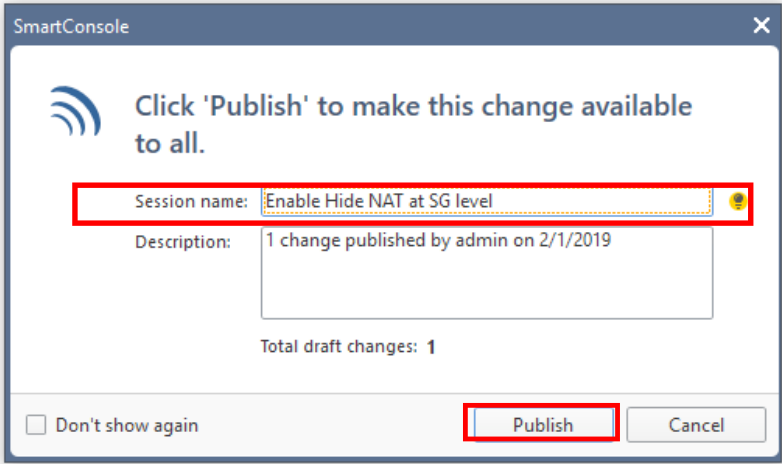 SmartConsole
Click 'Publish' to make this change available
to all.
Session name: Enable Hide NAT at SG level
Description: 1 change published by admin on 2/1/2019
Total draft changes: 1
Don't show again
Publish
Cancel